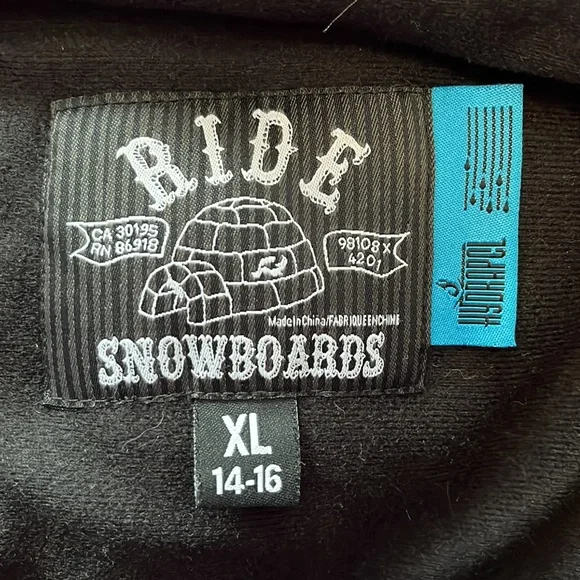 RIDE
CA 30195
RN 86918
98108 x
4201
Made in China/FABRIQUE EN CHINE
SNOWBOARDS
XL
14-16